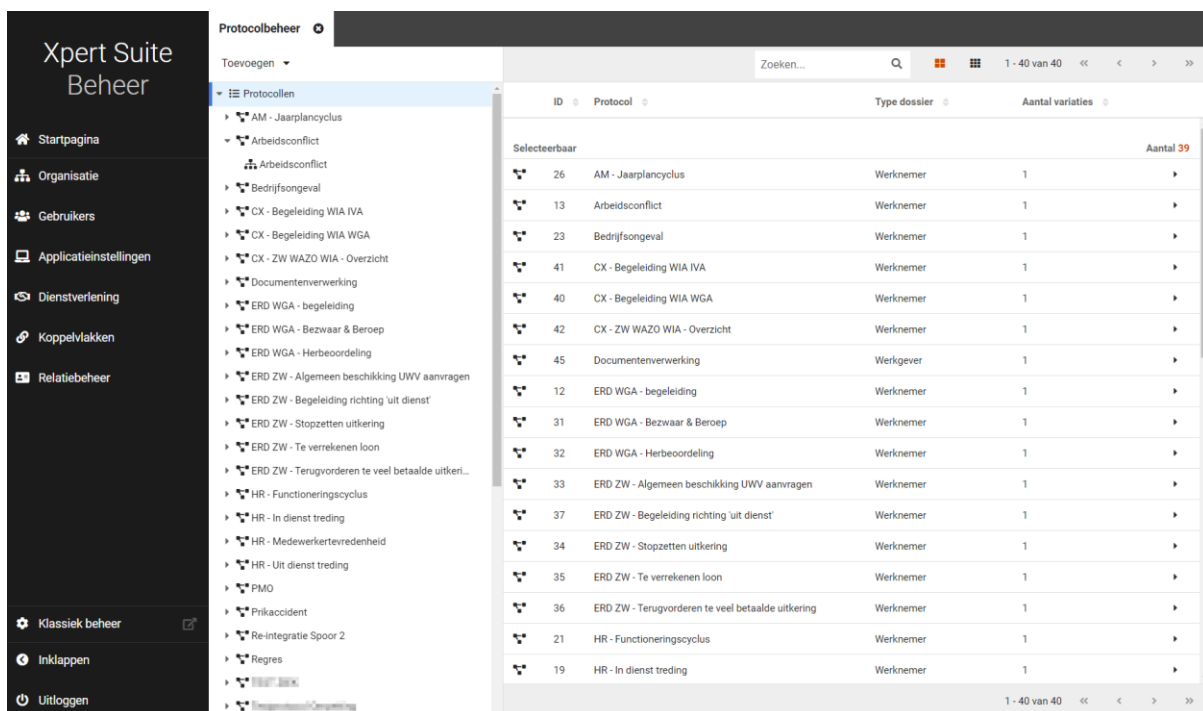 Xpert Suite
Beheer
Startpagina
Organisatie
Gebruikers
Applicatieinstellingen
Dienstverlening
Koppelvlakken
Relatiebeheer
Klassiek beheer
Inklappen
Uitloggen
Protocolbeheer
Toevoegen
Protocollen
AM - Jaarplancyclus
Arbeidsconflict
Arbeidsconflict
Bedrijfsongeval
CX - Begeleiding WIA IVA
CX - Begeleiding WIA WGA
CX - ZW WAZO WIA - Overzicht
Documentenverwerking
ERD WGA - begeleiding
ERD WGA - Bezwaar & Beroep
ERD WGA - Herbeoordeling
ERD ZW - Algemeen beschikking UWV aanvragen
ERD ZW - Begeleiding richting 'uit dienst'
ERD ZW - Stopzetten uitkering
ERD ZW - Te verrekenen loon
ERD ZW - Terugvorderen te veel betaalde uitkeri...
HR - Functioneringscyclus
HR - In dienst treding
HR - Medewerkertevredenheid
HR - Uit dienst treding
PMO
Prikaccident
Re-integratie Spoor 2
Regres
Zoeken... 1 - 40 van 40 << < > >>
ID Protocol Type dossier Aantal variaties
Selecteerbaar Aantal 39
26 AM - Jaarplancyclus Werknemer 1
13 Arbeidsconflict Werknemer 1
23 Bedrijfsongeval Werknemer 1
41 CX - Begeleiding WIA IVA Werknemer 1
40 CX - Begeleiding WIA WGA Werknemer 1
42 CX - ZW WAZO WIA - Overzicht Werknemer 1
45 Documentenverwerking Werkgever 1
12 ERD WGA - begeleiding Werknemer 1
31 ERD WGA - Bezwaar & Beroep Werknemer 1
32 ERD WGA - Herbeoordeling Werknemer 1
33 ERD ZW - Algemeen beschikking UWV aanvragen Werknemer 1
37 ERD ZW - Begeleiding richting 'uit dienst' Werknemer 1
34 ERD ZW - Stopzetten uitkering Werknemer 1
35 ERD ZW - Te verrekenen loon Werknemer 1
36 ERD ZW - Terugvorderen te veel betaalde uitkering Werknemer 1
21 HR - Functioneringscyclus Werknemer 1
19 HR - In dienst treding Werknemer 1
1 - 40 van 40 << < > >>